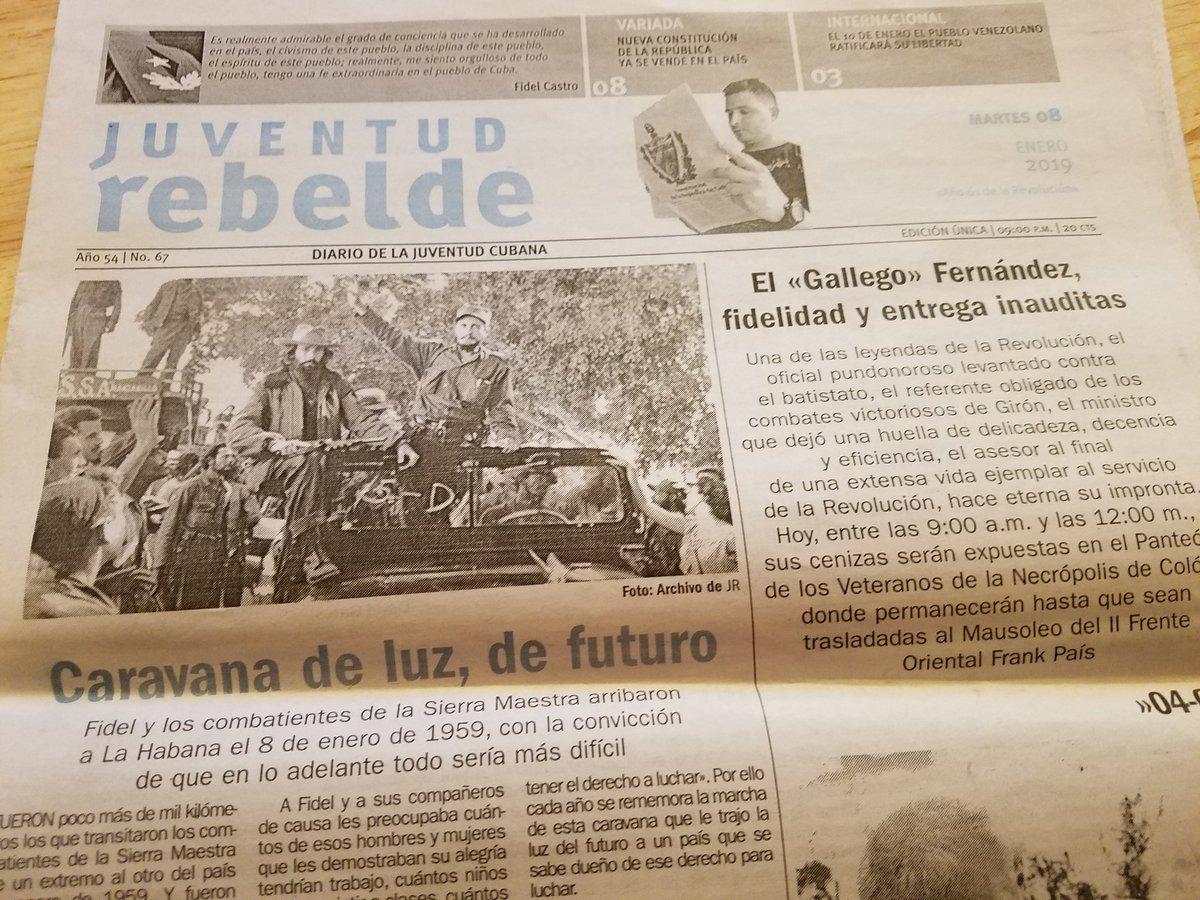 Es realmente admirable el grado de conciencia que se ha desarrollado
en el país, el civismo de este pueblo, la disciplina de este pueblo,
el espíritu de este pueblo; realmente, me siento orgulloso de todo
el pueblo, tengo una fe extraordinaria en el pueblo de Cuba.
Fidel Castro
VARIADA
NUEVA CONSTITUCIÓN
DE LA REPÚBLICA
YA SE VENDE EN EL PAÍS
08
INTERNACIONAL
EL 10 DE ENERO EL PUEBLO VENEZOLANO
RATIFICARÁ SU LIBERTAD
03
JUVENTUD
rebelde
MARTES 08
ENERO
2019
«Año 61 de la Revolución»
Año 54 | No. 67
DIARIO DE LA JUVENTUD CUBANA
EDICIÓN ÚNICA | 09:00 P.M. | 20 CTS
S.S.A
Foto: Archivo de JR
Caravana de luz, de futuro
Fidel y los combatientes de la Sierra Maestra arribaron
a La Habana el 8 de enero de 1959, con la convicción
de que en lo adelante todo sería más difícil
UERON poco más de mil kilóme-
os los que transitaron los com-
atientes de la Sierra Maestra
e un extremo al otro del país
de 1959. Y fueron
A Fidel y a sus compañeros
de causa les preocupaba cuán-
tos de esos hombres y mujeres
que les demostraban su alegría
tendrían trabajo, cuántos niños
clases, cuántos
tener el derecho a luchar». Por ello
cada año se rememora la marcha
de esta caravana que le trajo la
luz del futuro a un país que se
sabe dueño de ese derecho para
luchar.
El «Gallego» Fernández,
fidelidad y entrega inauditas
Una de las leyendas de la Revolución, el
oficial pundonoroso levantado contra
el batistato, el referente obligado de los
combates victoriosos de Girón, el ministro
que dejó una huella de delicadeza, decencia
y eficiencia, el asesor al final
de una extensa vida ejemplar al servicio
de la Revolución, hace eterna su impronta.
Hoy, entre las 9:00 a.m. y las 12:00 m.,
sus cenizas serán expuestas en el Panteó
de los Veteranos de la Necrópolis de Coló
donde permanecerán hasta que sean
trasladadas al Mausoleo del II Frente
Oriental Frank País
»04-